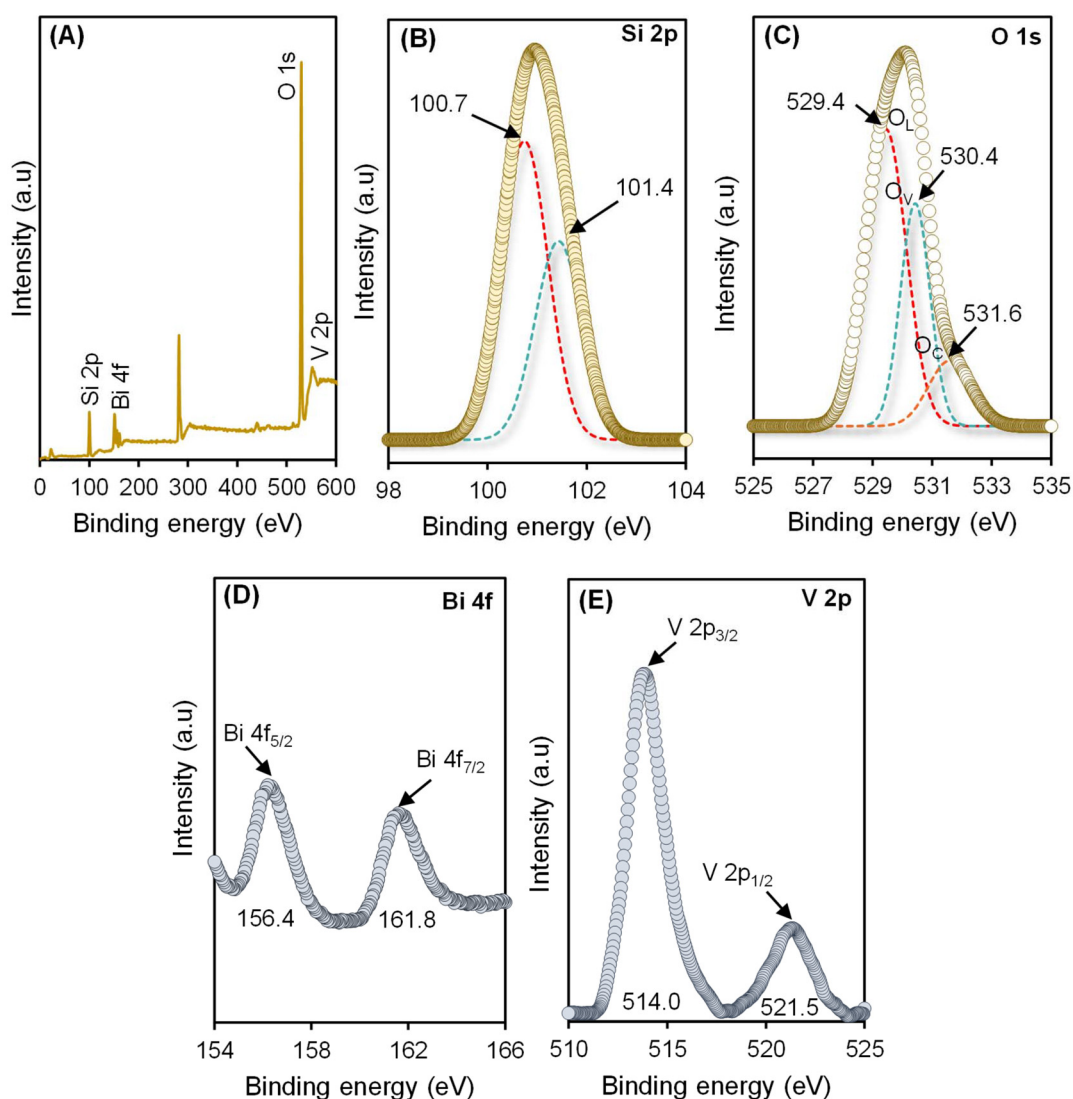 (A)
O 1s
V 2p
Si 2p
Bi 4f
Intensity (a.u)
0 100 200 300 400 500 600
Binding energy (eV)
(B)
Si 2p
100.7
101.4
Intensity (a.u)
98 100 102 104
Binding energy (eV)
(C)
O 1s
529.4
O_L
530.4
O_V
531.6
O_C
Intensity (a.u)
525 527 529 531 533 535
Binding energy (eV)
(D)
Bi 4f
Bi 4f5/2
Bi 4f7/2
156.4
161.8
Intensity (a.u)
154 158 162 166
Binding energy (eV)
(E)
V 2p
V 2p3/2
V 2p1/2
514.0
521.5
Intensity (a.u)
510 515 520 525
Binding energy (eV)